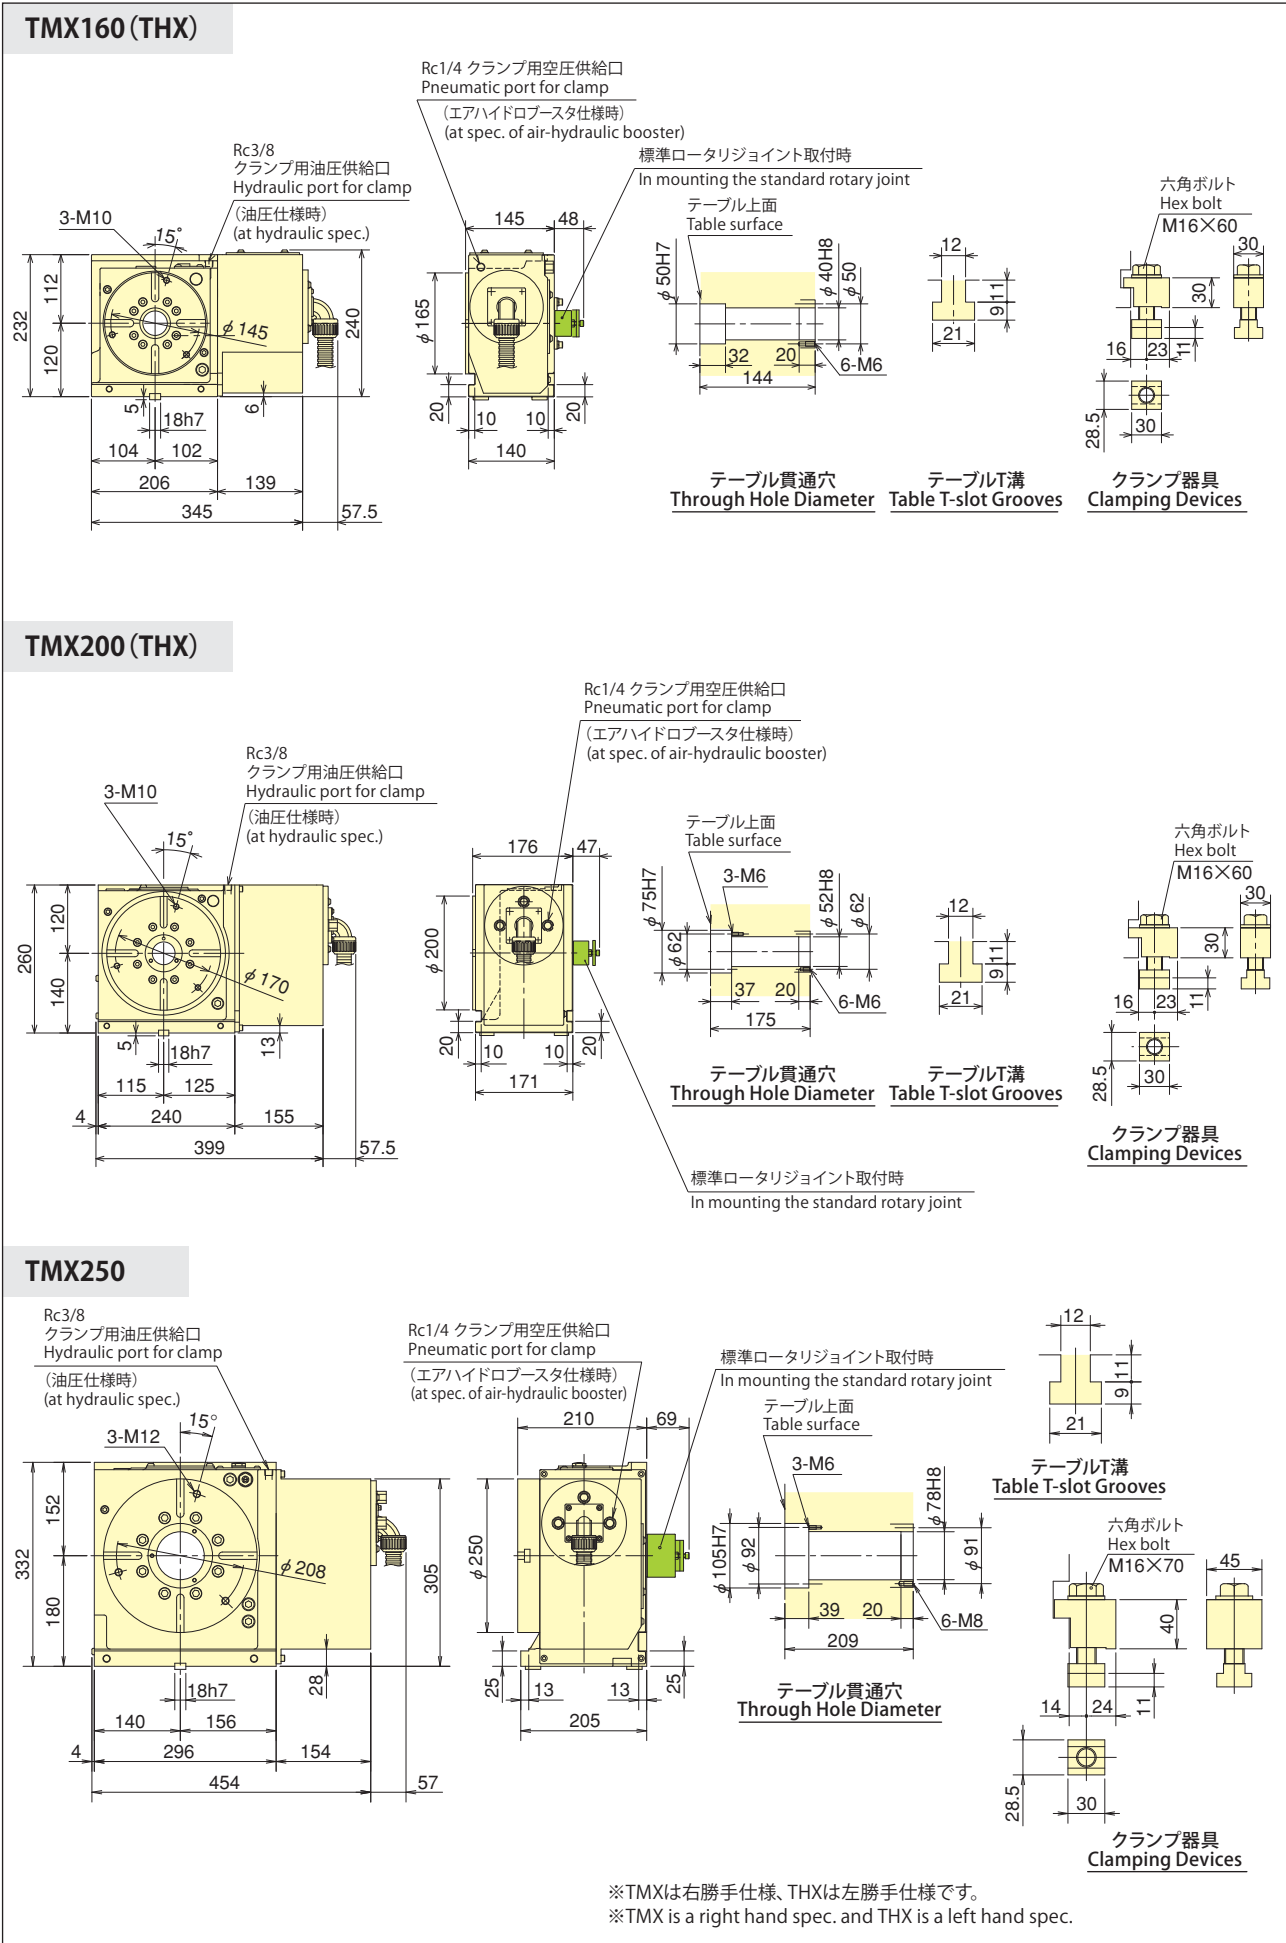 TMX160（THX）
Rc1/4 クランプ用空圧供給口
Pneumatic port for clamp
（エアハイドロブースタ仕様時）
(at spec. of air-hydraulic booster)
Rc3/8
クランプ用油圧供給口
Hydraulic port for clamp
（油圧仕様時）
(at hydraulic spec.)
標準ロータリジョイント取付時
In mounting the standard rotary joint
テーブル上面
Table surface
六角ボルト
Hex bolt
M16×60
3-M10
15°
232
112
120
φ145
240
5
18h7
6
104
102
206
139
345
57.5
145
48
φ165
20
10
10
20
140
φ50H7
φ40H8
φ50
32
20
6-M6
144
12
11
9
21
30
30
16
23
11
28.5
30
テーブル貫通穴
Through Hole Diameter
テーブルT溝
Table T-slot Grooves
クランプ器具
Clamping Devices
TMX200（THX）
Rc1/4 クランプ用空圧供給口
Pneumatic port for clamp
（エアハイドロブースタ仕様時）
(at spec. of air-hydraulic booster)
Rc3/8
クランプ用油圧供給口
Hydraulic port for clamp
（油圧仕様時）
(at hydraulic spec.)
3-M10
15°
260
120
140
φ170
5
18h7
13
115
125
4
240
155
399
57.5
176
47
φ200
20
10
10
20
171
テーブル上面
Table surface
3-M6
φ75H7
φ62
φ52H8
φ62
37
20
6-M6
175
12
11
9
21
六角ボルト
Hex bolt
M16×60
30
30
16
23
11
28.5
30
テーブル貫通穴
Through Hole Diameter
テーブルT溝
Table T-slot Grooves
クランプ器具
Clamping Devices
標準ロータリジョイント取付時
In mounting the standard rotary joint
TMX250
Rc3/8
クランプ用油圧供給口
Hydraulic port for clamp
（油圧仕様時）
(at hydraulic spec.)
Rc1/4 クランプ用空圧供給口
Pneumatic port for clamp
（エアハイドロブースタ仕様時）
(at spec. of air-hydraulic booster)
標準ロータリジョイント取付時
In mounting the standard rotary joint
テーブル上面
Table surface
3-M12
15°
332
152
180
φ208
305
18h7
28
140
156
4
296
154
454
57
210
69
φ250
25
13
13
25
205
3-M6
φ105H7
φ92
φ78H8
φ91
39
20
6-M8
209
テーブル貫通穴
Through Hole Diameter
12
11
9
21
テーブルT溝
Table T-slot Grooves
六角ボルト
Hex bolt
M16×70
45
40
14
24
11
28.5
30
クランプ器具
Clamping Devices
※TMXは右勝手仕様、THXは左勝手仕様です。
※TMX is a right hand spec. and THX is a left hand spec.